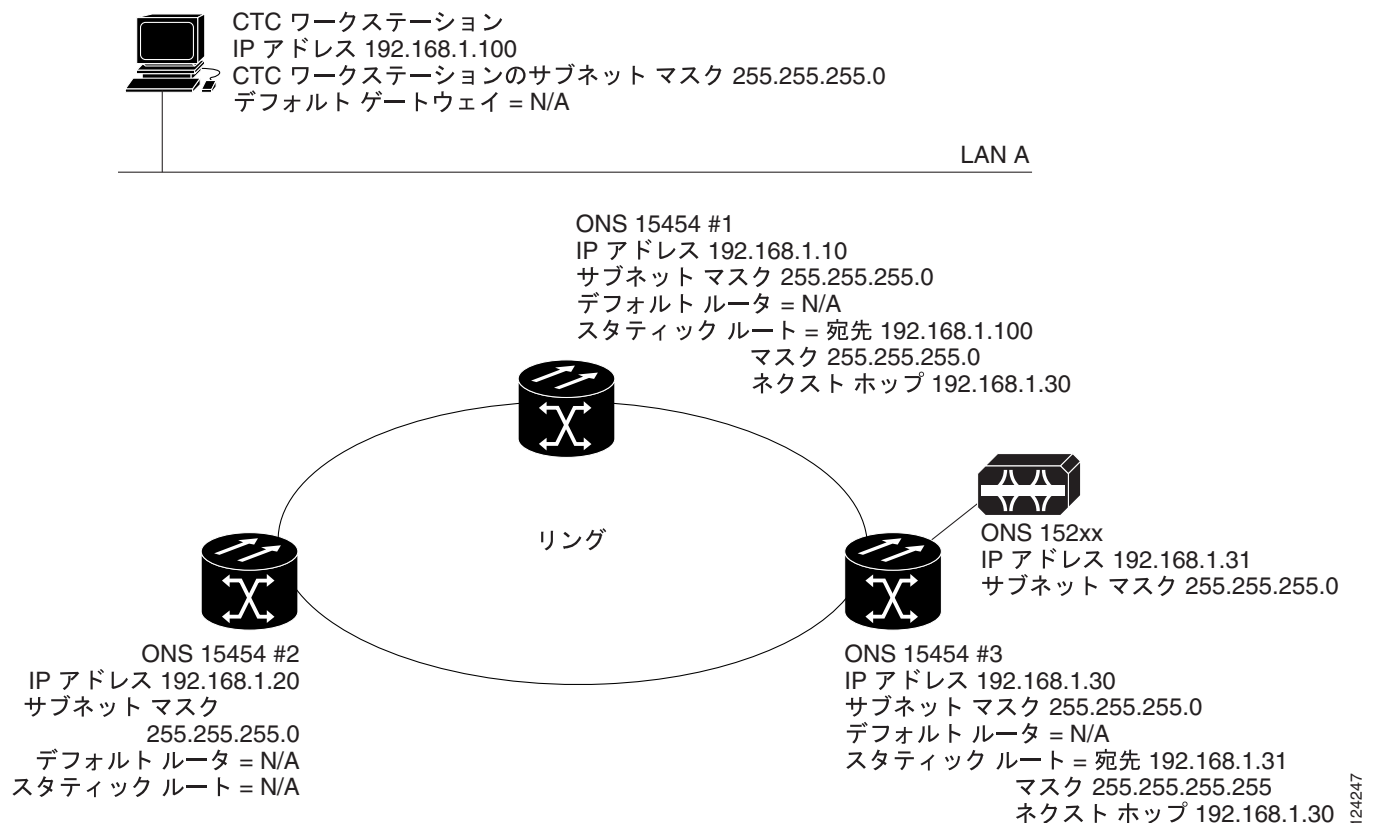 CTC ワークステーション
IP アドレス 192.168.1.100
CTC ワークステーションのサブネット マスク 255.255.255.0
デフォルト ゲートウェイ = N/A
LAN A
ONS 15454 #1
IP アドレス 192.168.1.10
サブネット マスク 255.255.255.0
デフォルト ルータ = N/A
スタティック ルート = 宛先 192.168.1.100
マスク 255.255.255.0
ネクスト ホップ 192.168.1.30
リング
ONS 152xx
IP アドレス 192.168.1.31
サブネット マスク 255.255.255.0
ONS 15454 #2
IP アドレス 192.168.1.20
サブネット マスク
255.255.255.0
デフォルト ルータ = N/A
スタティック ルート = N/A
ONS 15454 #3
IP アドレス 192.168.1.30
サブネット マスク 255.255.255.0
デフォルト ルータ = N/A
スタティック ルート = 宛先 192.168.1.31
マスク 255.255.255.255
ネクスト ホップ 192.168.1.30
124247